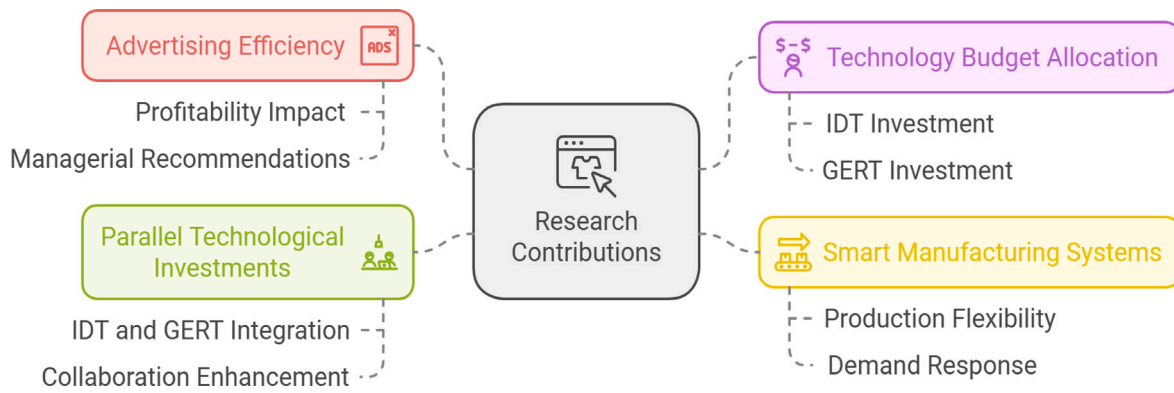 Advertising Efficiency
ADS
Profitability Impact
Managerial Recommendations
Parallel Technological
Investments
IDT and GERT Integration
Collaboration Enhancement
Research
Contributions
$-$
Technology Budget Allocation
IDT Investment
GERT Investment
Smart Manufacturing Systems
Production Flexibility
Demand Response